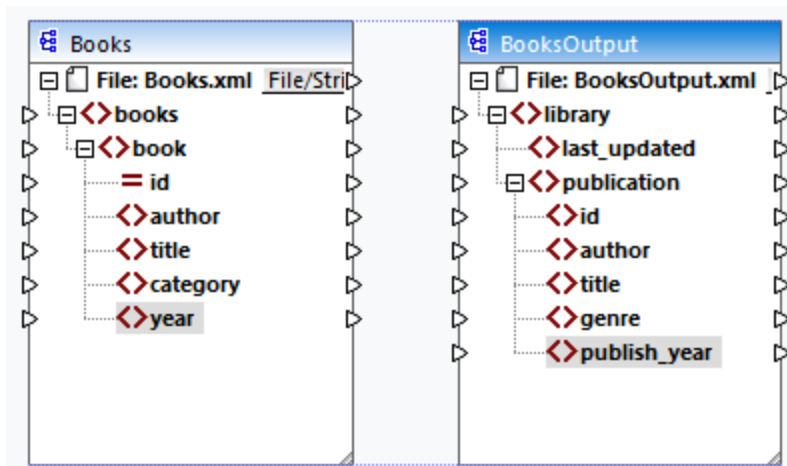 Books
File: Books.xml File/Stri
books
book
id
author
title
category
year
BooksOutput
File: BooksOutput.xml
library
last_updated
publication
id
author
title
genre
publish_year